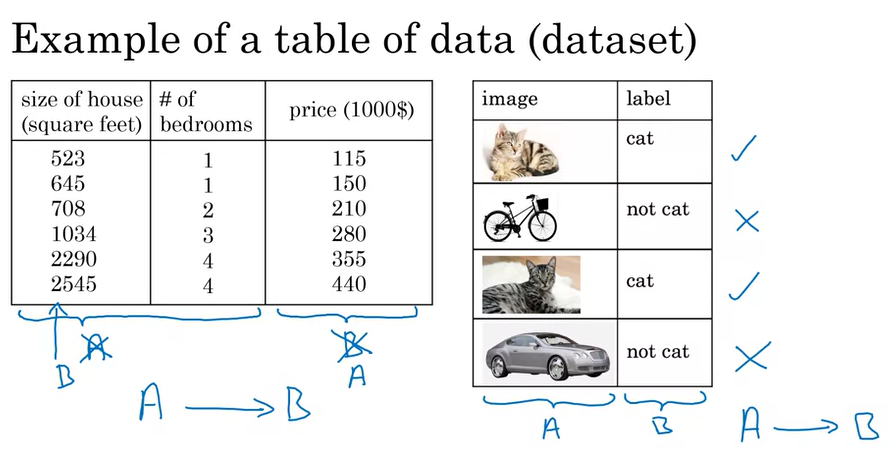 Example of a table of data (dataset)
size of house (square feet) | # of bedrooms | price (1000$)
523 | 1 | 115
645 | 1 | 150
708 | 2 | 210
1034 | 3 | 280
2290 | 4 | 355
2545 | 4 | 440
A B
B A
A → B
image | label
cat ✓
not cat ×
cat ✓
not cat ×
A B A → B